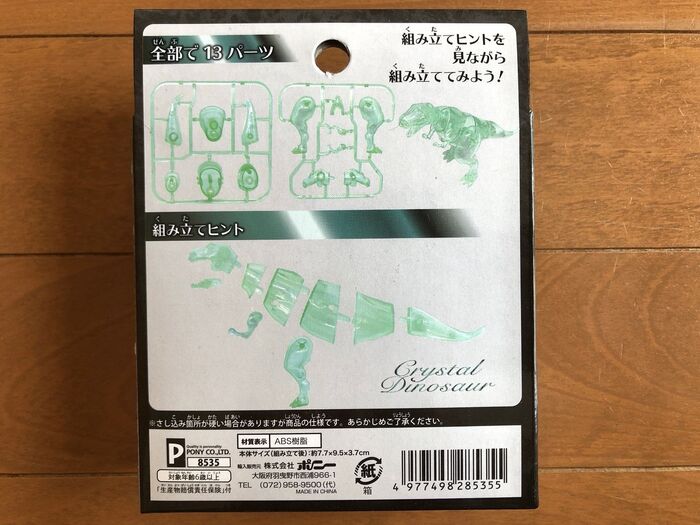 全部で13パーツ
組み立てヒントを
見ながら
組み立ててみよう!
組み立てヒント
Crystal
Dinosaur
※さし込み箇所が硬い場合がありますが商品の仕様です。あらかじめご了承ください。
P
Quality is personality
PONY CO.,LTD.
8535
対象年齢6歳以上
「生産物賠償責任保険」付
材質表示 ABS樹脂
本体サイズ(組み立て後):約7.7×9.5×3.7cm
輸入販売元 株式会社 ポニー
大阪府羽曳野市西浦966-1
TEL (072)958-9500(代)
MADE IN CHINA
紙
箱
4 977498 285355